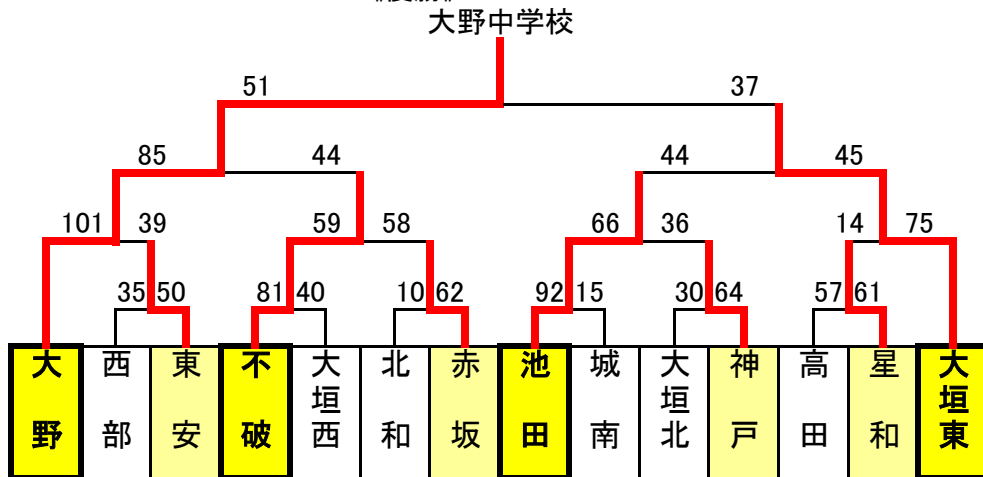 大野中学校
51 37
85 44 44 45
101 39 59 58 66 36 14 75
35 50 81 40 10 62 92 15 30 64 57 61
大野
西部
東安
不破
大垣西
北和
赤坂
池田
城南
大垣北
神戸
高田
星和
大垣東